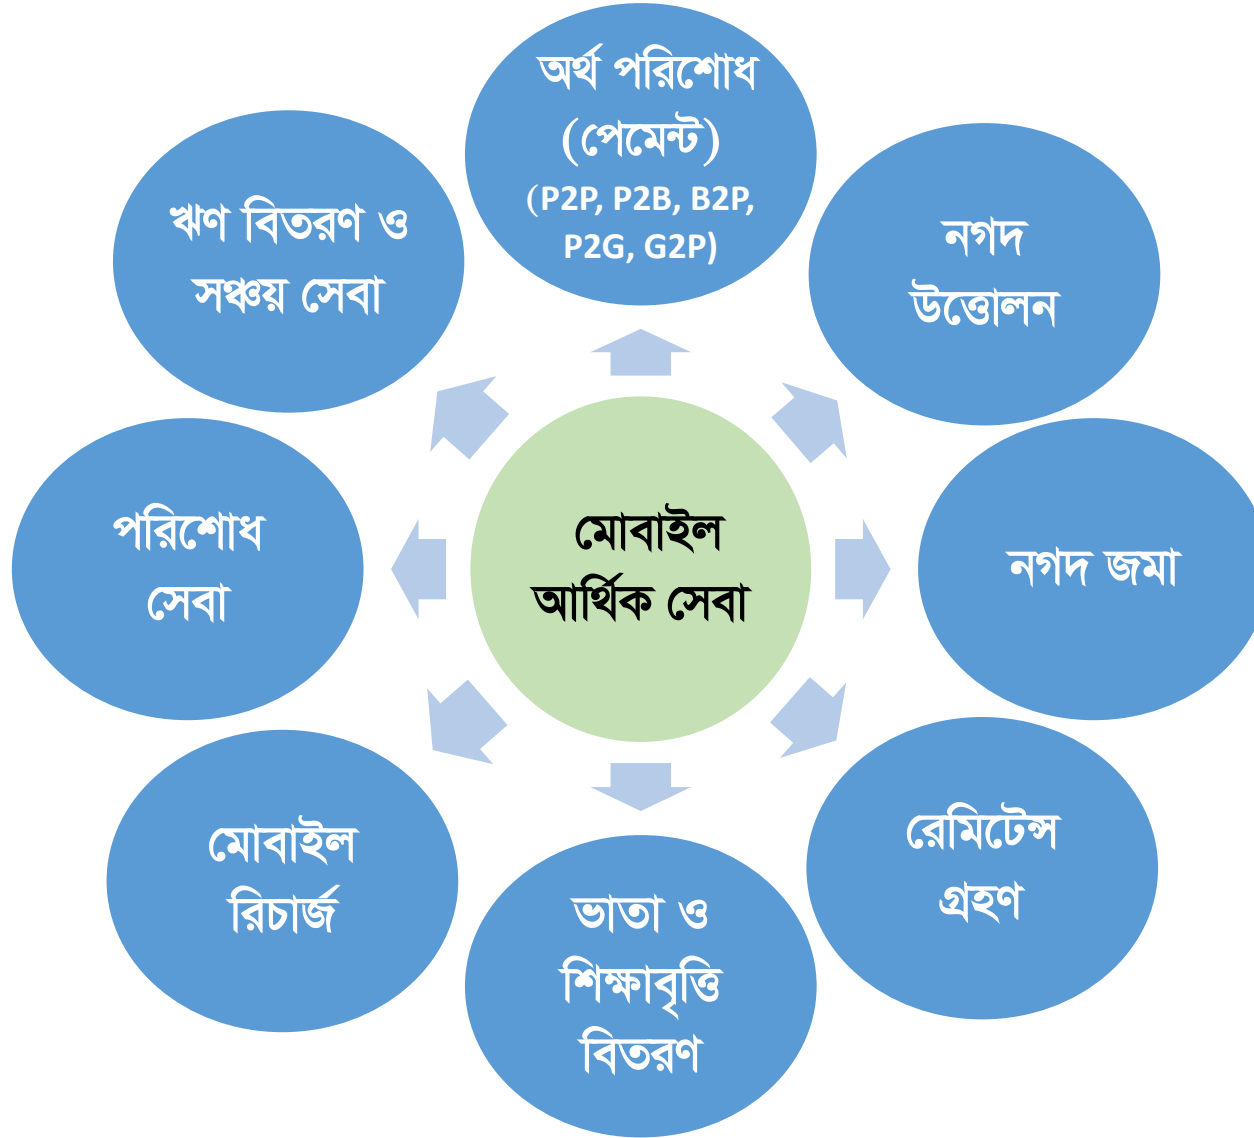 অর্থ পরিশোধ
(পেমেন্ট)
(P2P, P2B, B2P,
P2G, G2P)
নগদ
উত্তোলন
নগদ জমা
রেমিটেন্স
গ্রহণ
ভাতা ও
শিক্ষাবৃত্তি
বিতরণ
মোবাইল
রিচার্জ
পরিশোধ
সেবা
ঋণ বিতরণ ও
সঞ্চয় সেবা
মোবাইল
আর্থিক সেবা